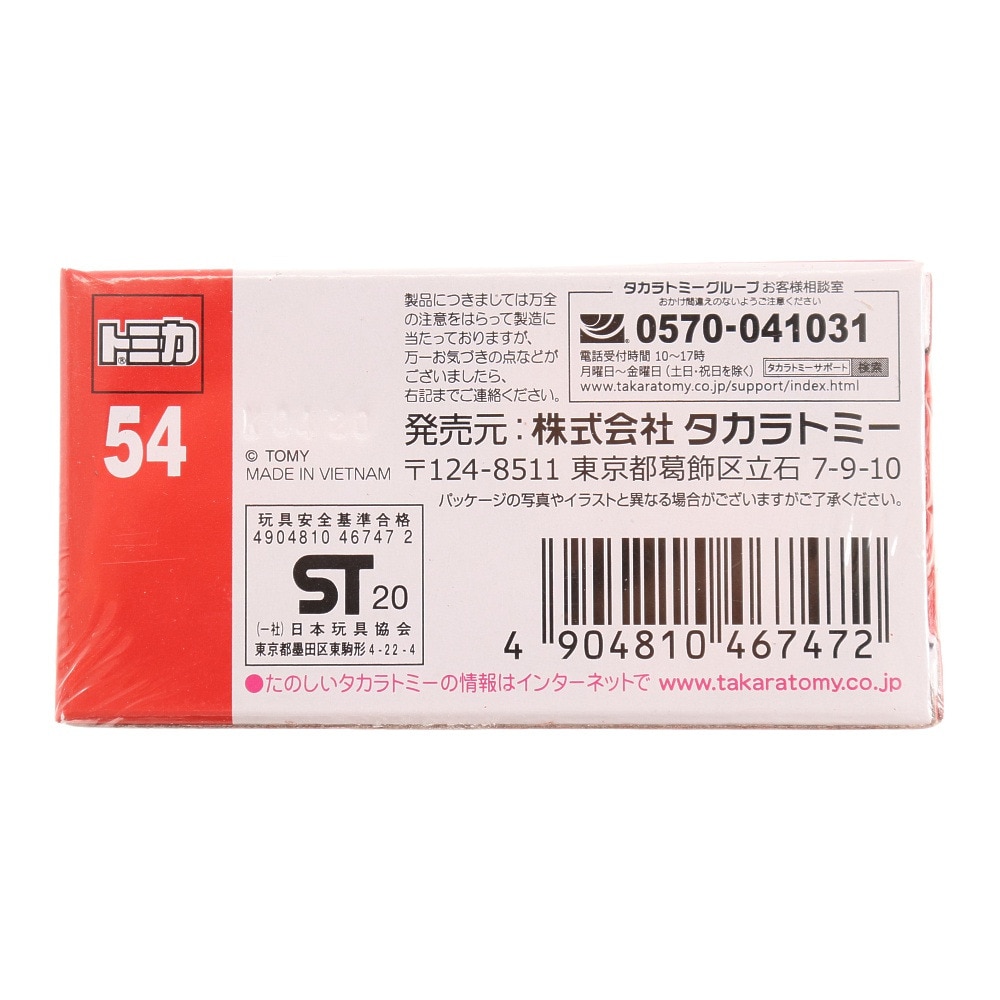 トミカ®
54
© TOMY
MADE IN VIETNAM
製品につきましては万全
の注意をはらって製造に
当たっておりますが、
万一お気づきの点などが
ございましたら、
右記までご連絡ください。
タカラトミーグループ お客様相談室
おかけ間違えのないようご注意ください
0570-041031
電話受付時間 10〜17時
月曜日〜金曜日（土日・祝日を除く） タカラトミーサポート 検索
www.takaratomy.co.jp/support/index.html
発売元：株式会社 タカラトミー
〒124-8511 東京都葛飾区立石 7-9-10
パッケージの写真やイラストと異なる場合がございますがご了承ください。
玩具安全基準合格
4904810 46747 2
ST 20
(一社) 日本玩具協会
東京都墨田区東駒形 4-22-4
4 904810 467472
●たのしいタカラトミーの情報はインターネットで www.takaratomy.co.jp